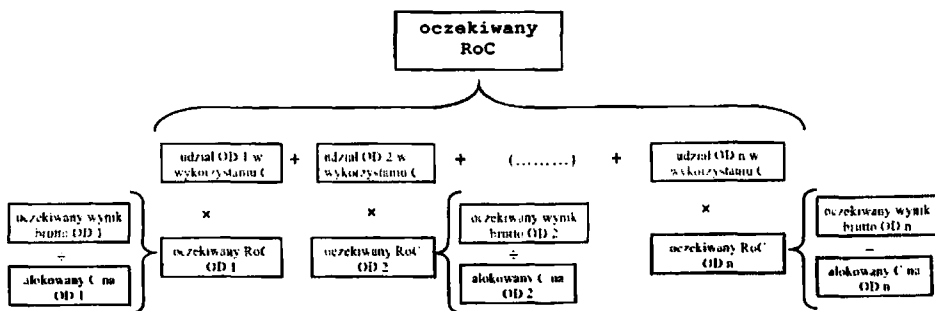 oczekiwany
RoC
udział OD 1 w
wykorzystaniu C
+
udział OD 2 w
wykorzystaniu C
+
(.........)
+
udział OD n w
wykorzystaniu C
oczekiwany wynik
brutto OD 1
÷
alokowany C na
OD 1
×
oczekiwany RoC
OD 1
×
oczekiwany RoC
OD 2
oczekiwany wynik
brutto OD 2
÷
alokowany C na
OD 2
×
oczekiwany RoC
OD n
oczekiwany wynik
brutto OD n
÷
alokowany C na
OD n